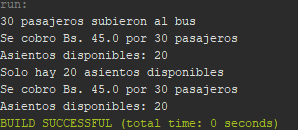 run:
30 pasajeros subieron al bus
Se cobro Bs. 45.0 por 30 pasajeros
Asientos disponibles: 20
Solo hay 20 asientos disponibles
Se cobro Bs. 45.0 por 30 pasajeros
Asientos disponibles: 20
BUILD SUCCESSFUL (total time: 0 seconds)